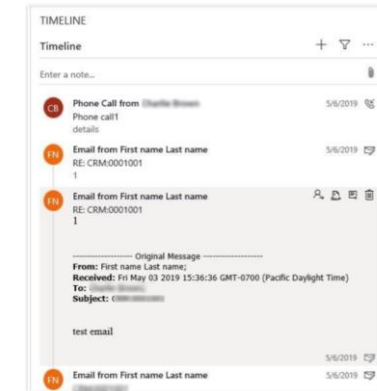 TIMELINE
Timeline
Enter a note...
CB
Phone Call from
5/6/2019
Phone call1
details
FN
Email from First name Last name
5/6/2019
RE: CRM:0001001
1
FN
Email from First name Last name
RE: CRM:0001001
1
------------------- Original Message -------------------
From: First name Last name;
Received: Fri May 03 2019 15:36:36 GMT-0700 (Pacific Daylight Time)
To:
Subject:
test email
5/6/2019
FN
Email from First name Last name
5/6/2019